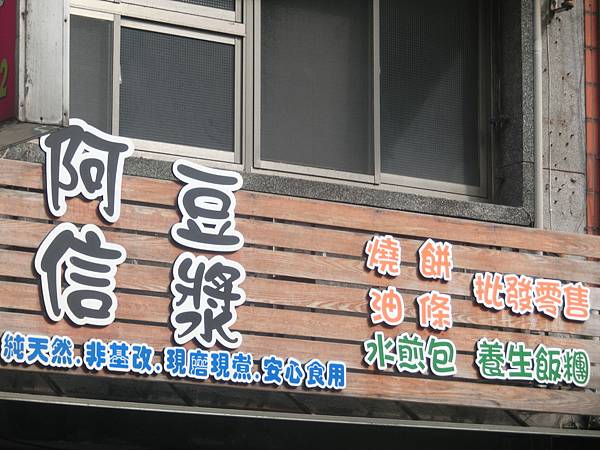 阿信
豆漿
純天然.非基改.現磨現煮.安心食用
燒餅
油條
水煎包
批發零售
養生飯糰
2